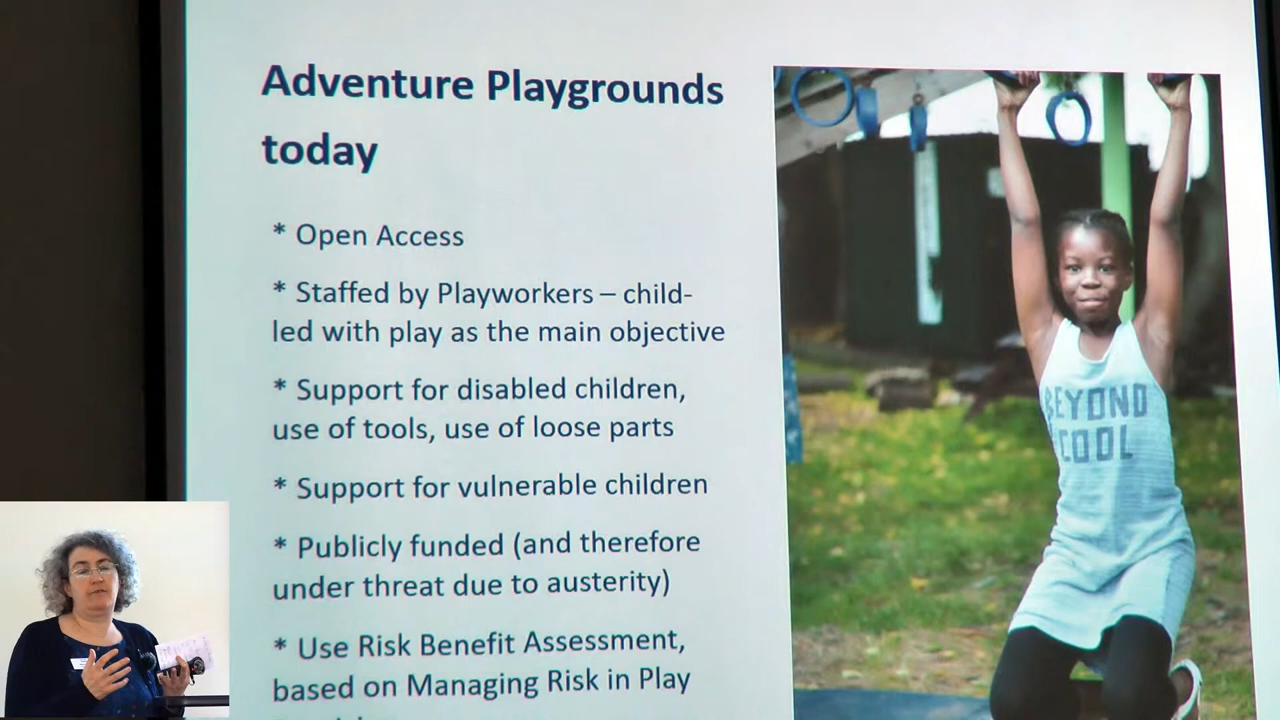 Adventure Playgrounds
today
* Open Access
* Staffed by Playworkers – child-
led with play as the main objective
* Support for disabled children,
use of tools, use of loose parts
* Support for vulnerable children
* Publicly funded (and therefore
under threat due to austerity)
* Use Risk Benefit Assessment,
based on Managing Risk in Play
BEYOND
COOL